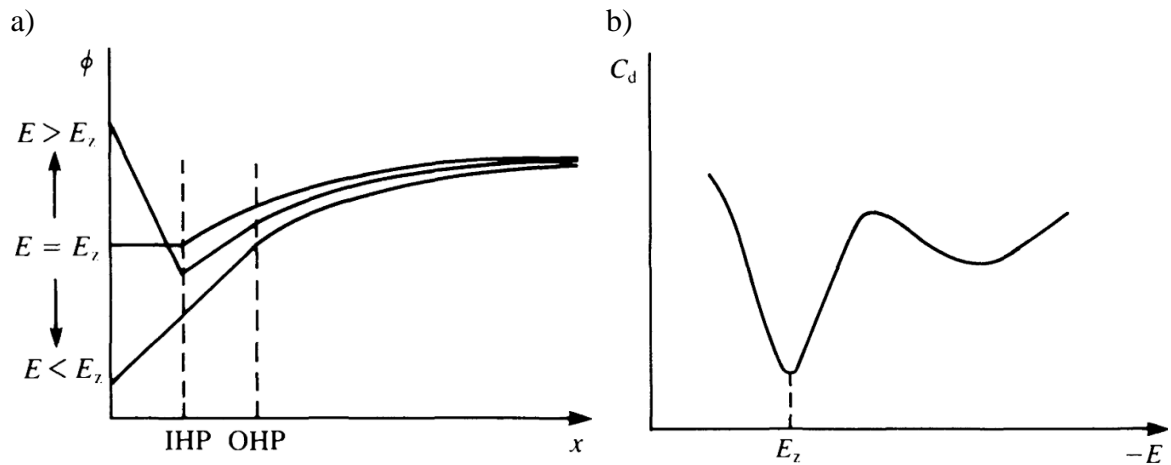 a)
ϕ
E > E_z
E = E_z
E < E_z
IHP OHP x
b)
C_d
E_z
−E